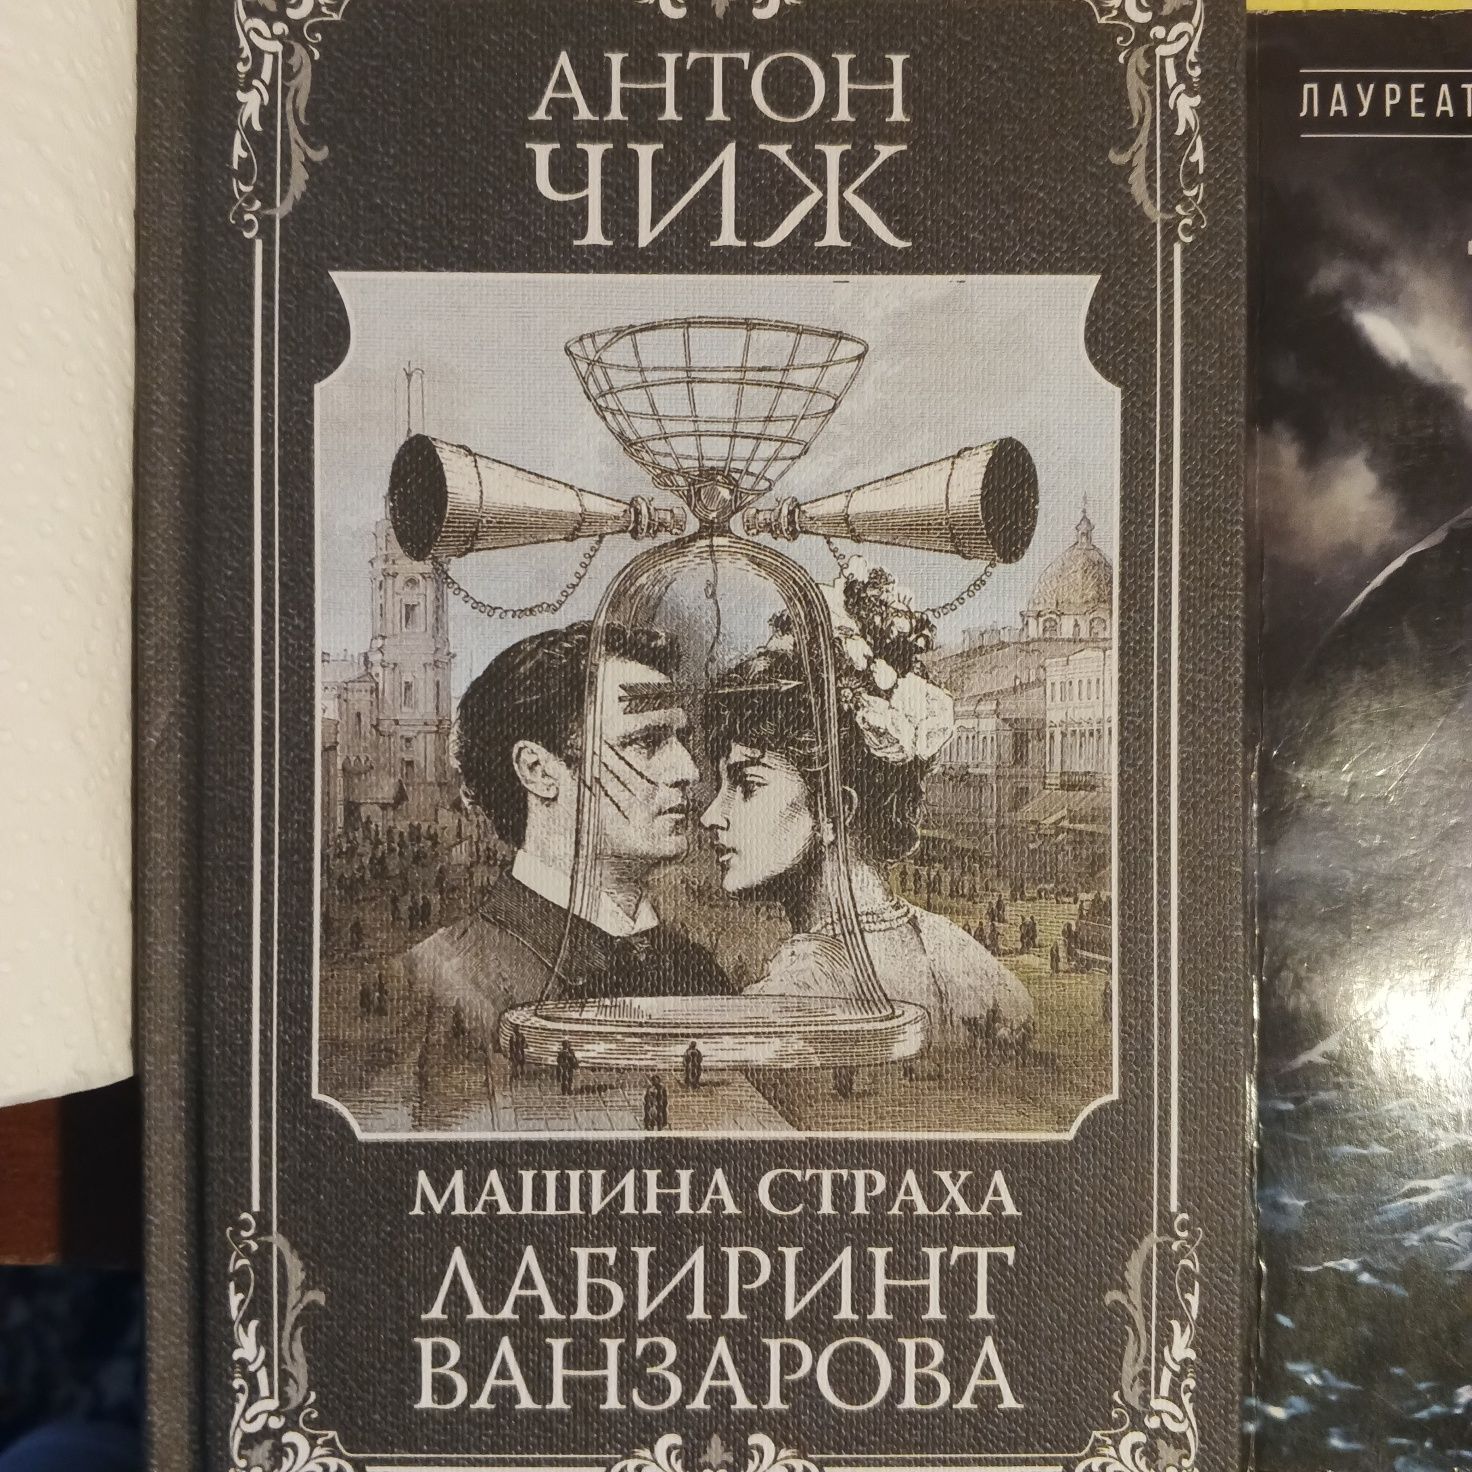 АНТОН
ЧИЖ
МАШИНА СТРАХА
ЛАБИРИНТ
ВАНЗАРОВА
ЛАУРЕАТ